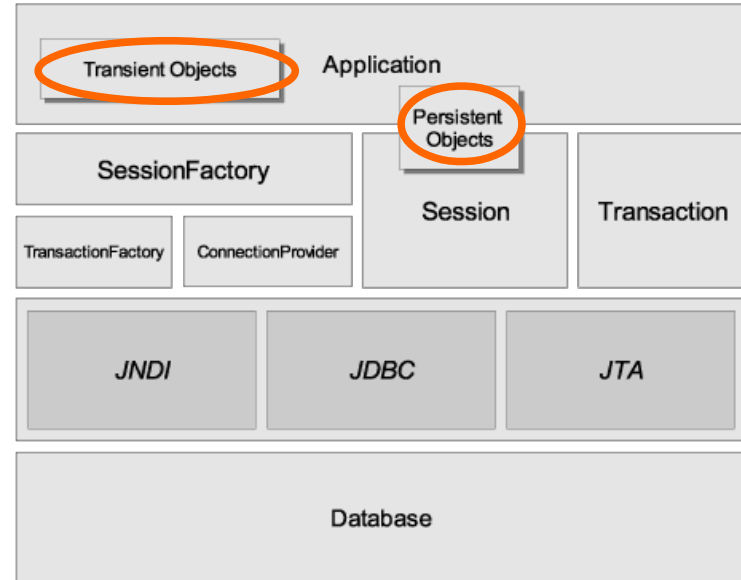 Transient Objects
Application
Persistent
Objects
SessionFactory
Session
Transaction
TransactionFactory
ConnectionProvider
JNDI
JDBC
JTA
Database